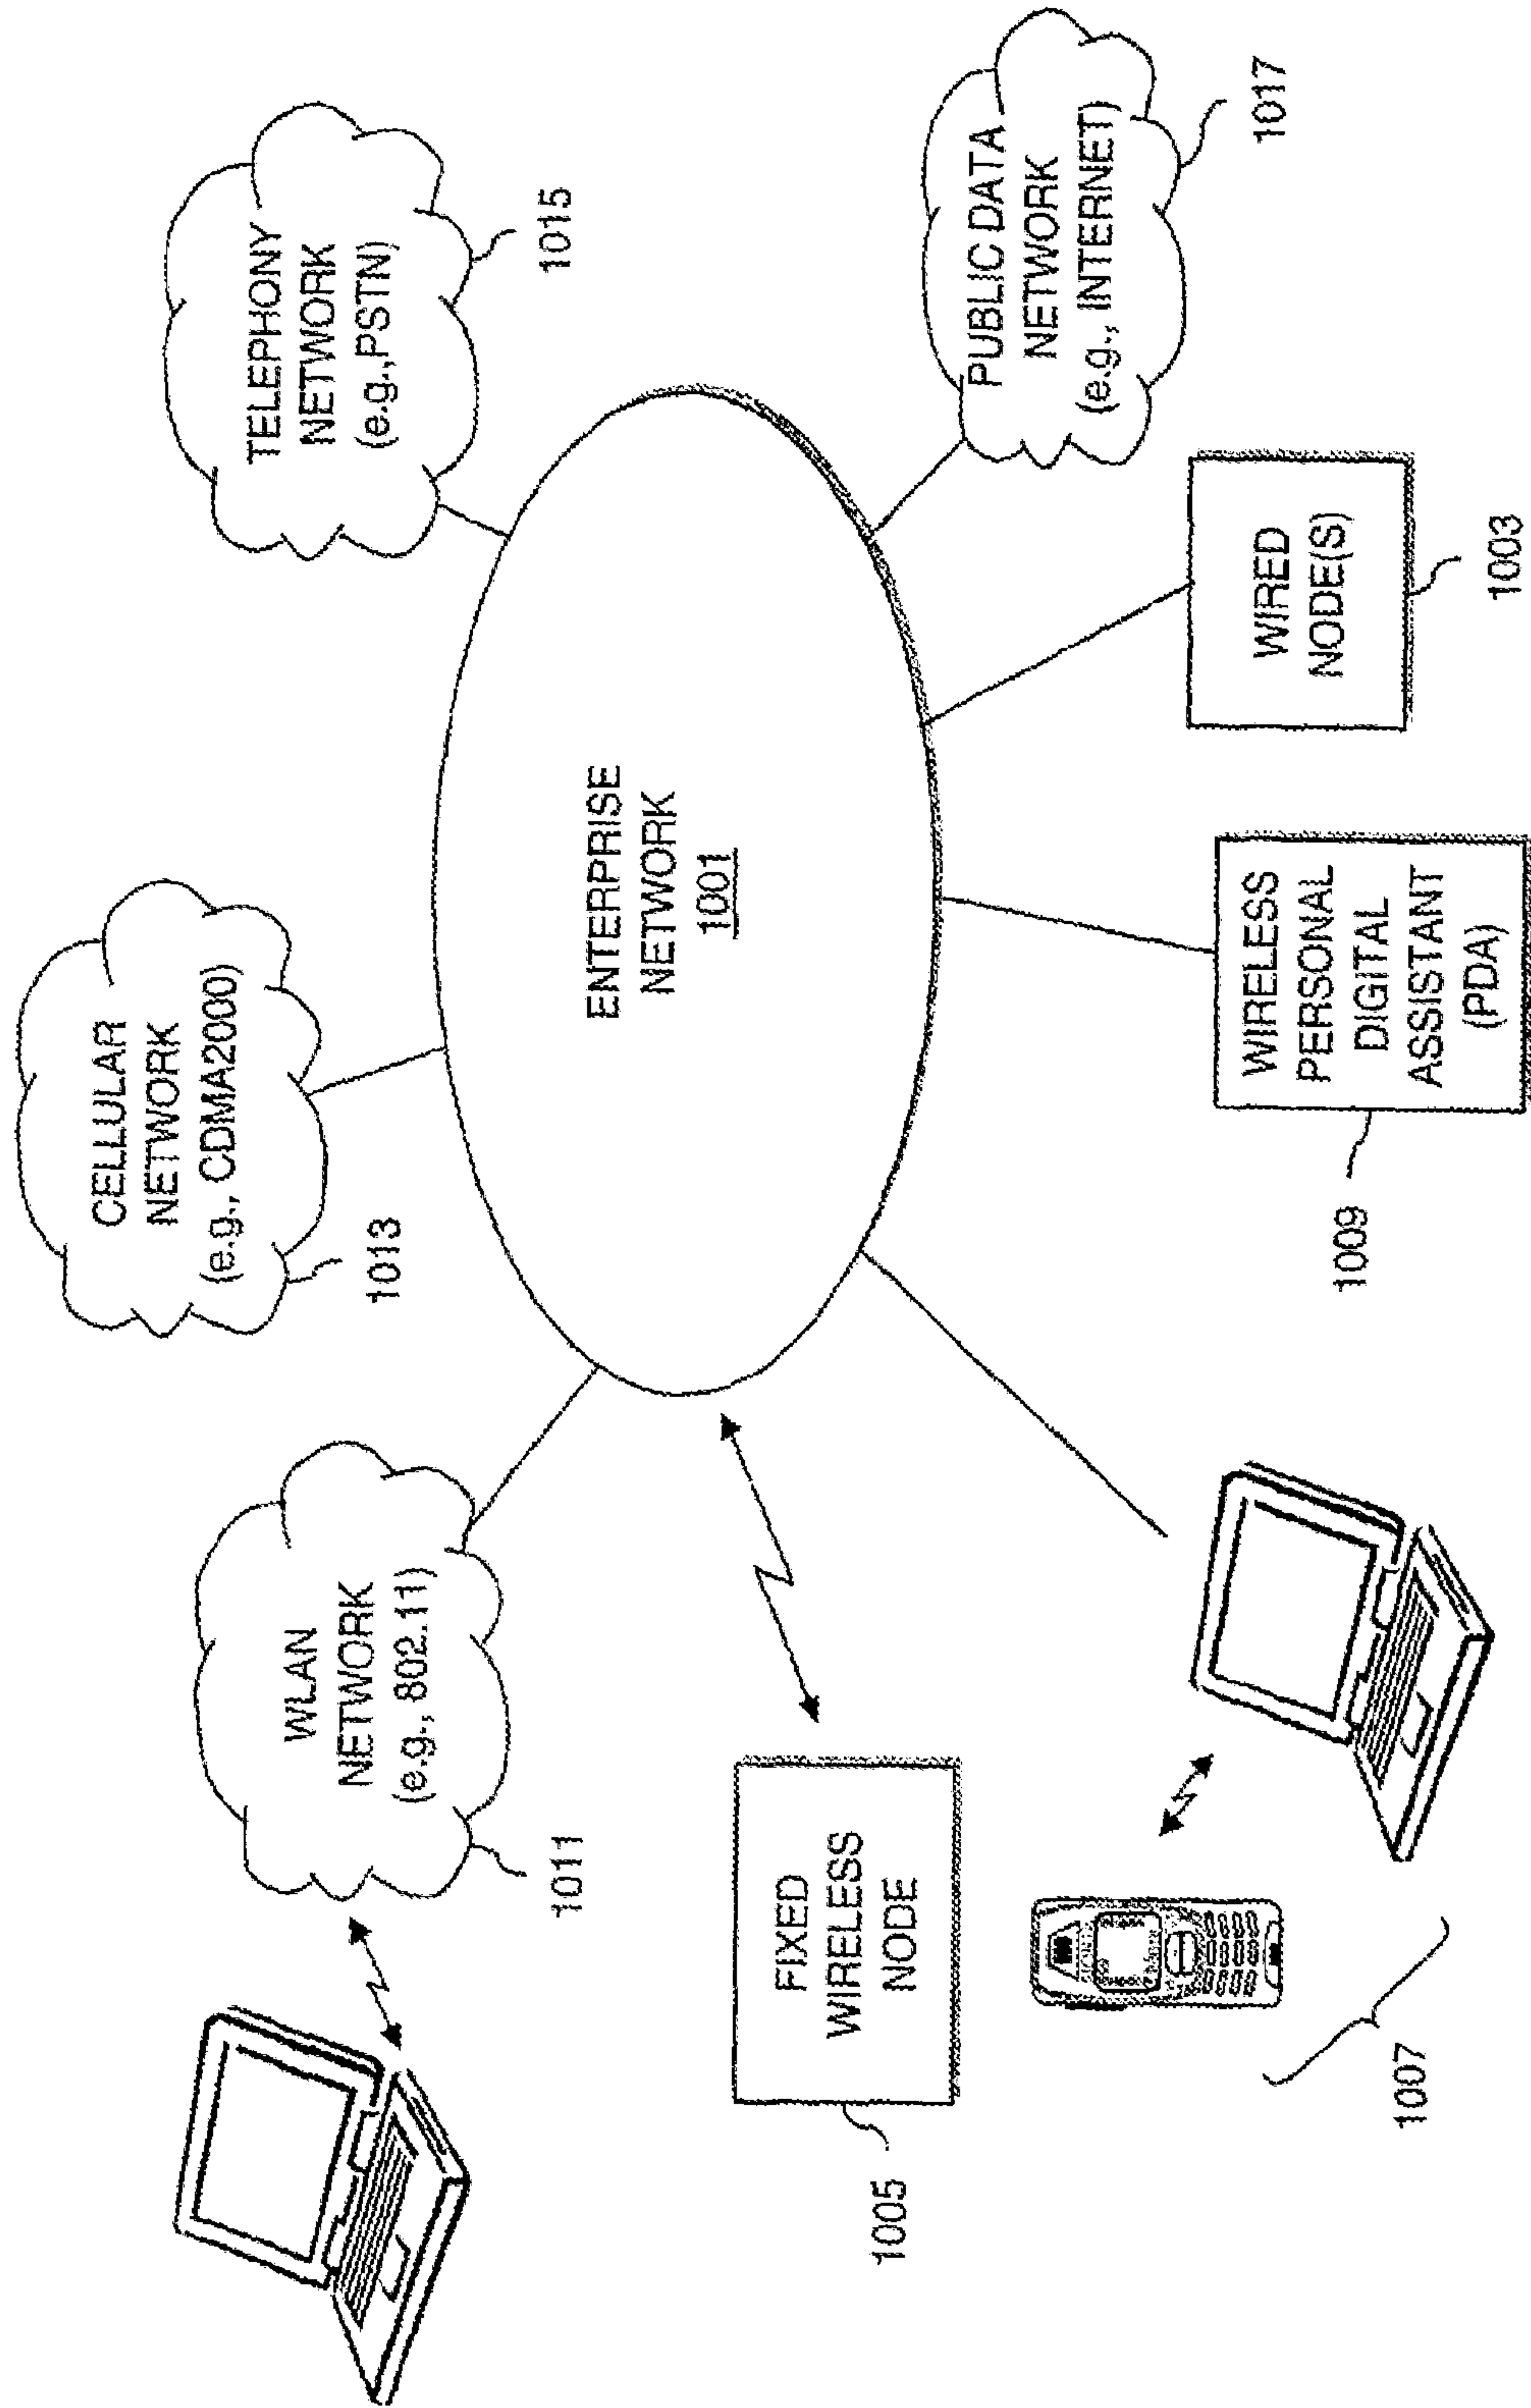 CELLULAR
NETWORK
(e.g., CDMA2000)
1013
TELEPHONY
NETWORK
(e.g.,PSTN)
1015
WLAN
NETWORK
(e.g., 802.11)
1011
ENTERPRISE
NETWORK
1001
FIXED
WIRELESS
NODE
1005
PUBLIC DATA
NETWORK
(e.g., INTERNET)
1017
1007
WIRELESS
PERSONAL
DIGITAL
ASSISTANT
(PDA)
1009
WIRED
NODE(S)
1003